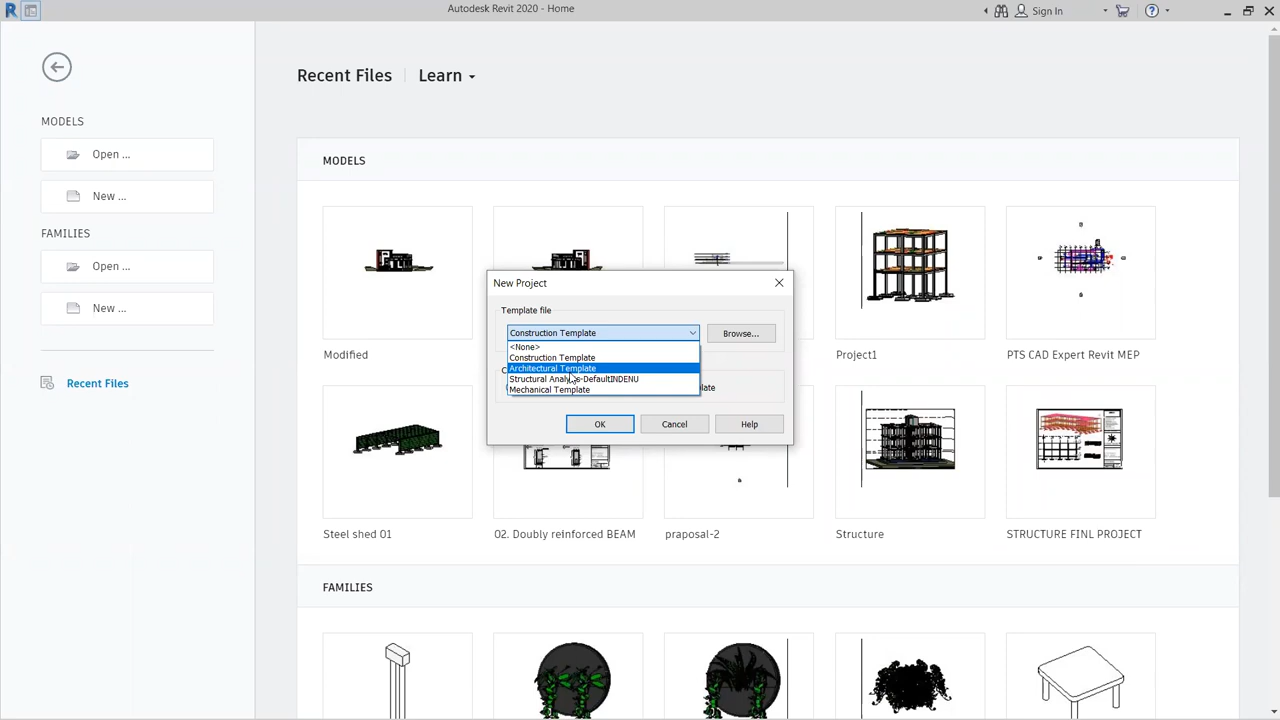 Autodesk Revit 2020 - Home
Sign In
Recent Files
Learn
MODELS
Open ...
New ...
FAMILIES
Open ...
New ...
Recent Files
MODELS
Modified
Project1
PTS CAD Expert Revit MEP
New Project
Template file
Construction Template
Browse...
<None>
Construction Template
Architectural Template
Structural Analysis-DefaultINDENU
Mechanical Template
OK
Cancel
Help
Steel shed 01
02. Doubly reinforced BEAM
praposal-2
Structure
STRUCTURE FINL PROJECT
FAMILIES